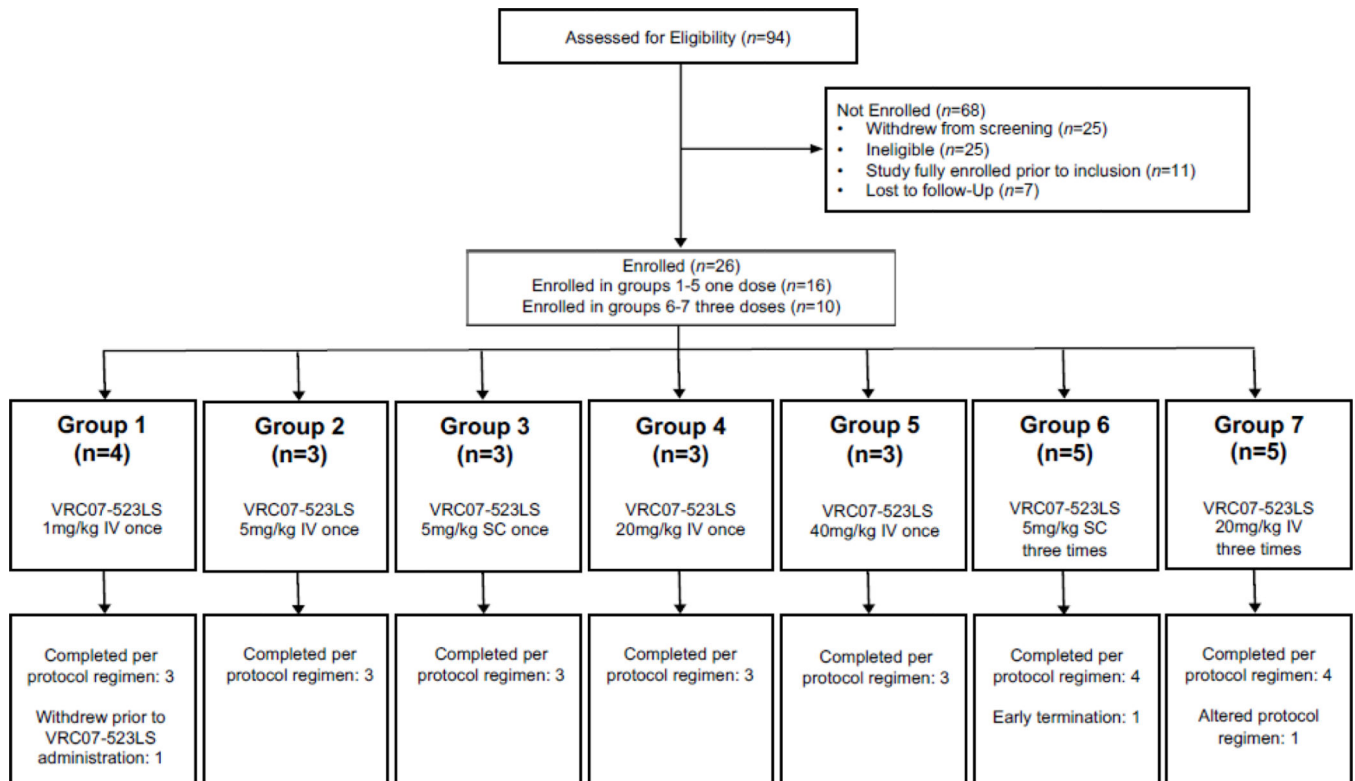 Assessed for Eligibility (n=94)
Not Enrolled (n=68)
• Withdrew from screening (n=25)
• Ineligible (n=25)
• Study fully enrolled prior to inclusion (n=11)
• Lost to follow-Up (n=7)
Enrolled (n=26)
Enrolled in groups 1-5 one dose (n=16)
Enrolled in groups 6-7 three doses (n=10)
Group 1
(n=4)
VRC07-523LS
1mg/kg IV once
Group 2
(n=3)
VRC07-523LS
5mg/kg IV once
Group 3
(n=3)
VRC07-523LS
5mg/kg SC once
Group 4
(n=3)
VRC07-523LS
20mg/kg IV once
Group 5
(n=3)
VRC07-523LS
40mg/kg IV once
Group 6
(n=5)
VRC07-523LS
5mg/kg SC
three times
Group 7
(n=5)
VRC07-523LS
20mg/kg IV
three times
Completed per
protocol regimen: 3
Withdrew prior to
VRC07-523LS
administration: 1
Completed per
protocol regimen: 3
Completed per
protocol regimen: 3
Completed per
protocol regimen: 3
Completed per
protocol regimen: 3
Completed per
protocol regimen: 4
Early termination: 1
Completed per
protocol regimen: 4
Altered protocol
regimen: 1